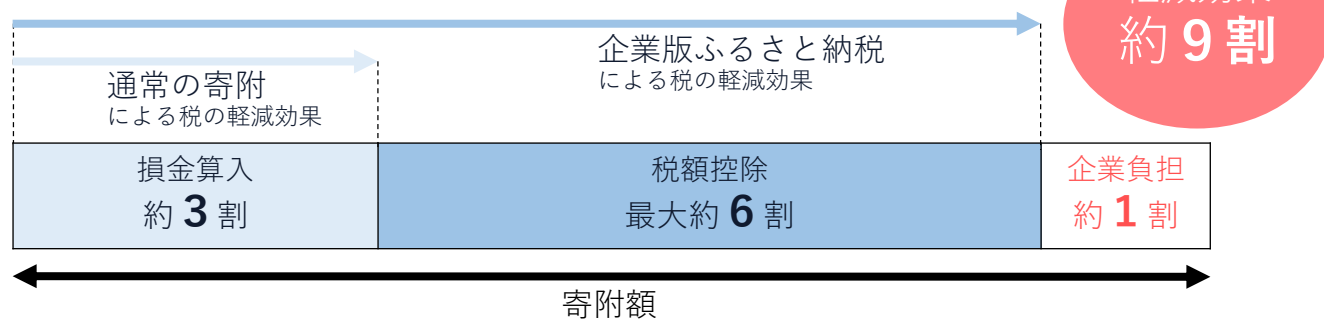 約 9 割
企業版ふるさと納税
による税の軽減効果
通常の寄附
による税の軽減効果
損金算入
約 3 割
税額控除
最大約 6 割
企業負担
約 1 割
寄附額